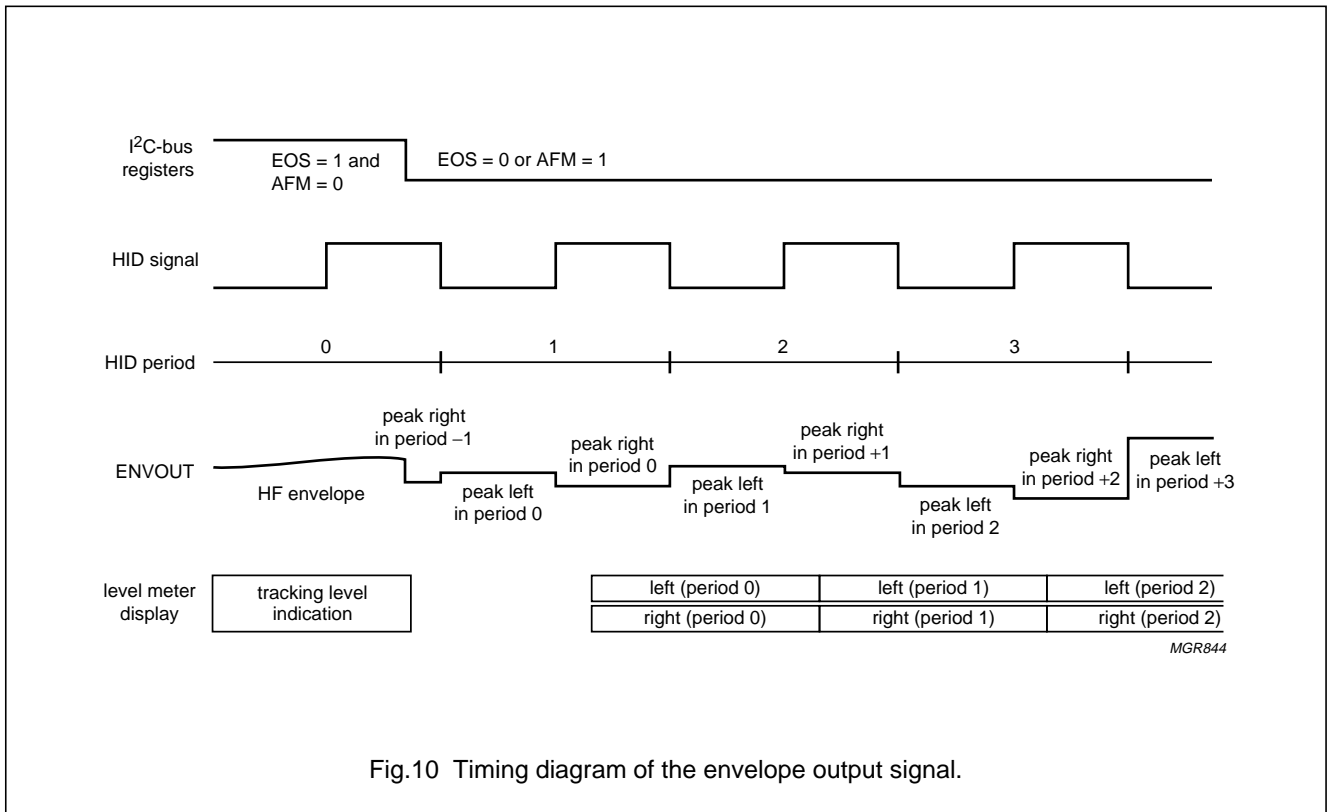 I²C-bus
registers
EOS = 1 and
AFM = 0
EOS = 0 or AFM = 1
HID signal
HID period
0
1
2
3
ENVOUT
HF envelope
peak right
in period −1
peak left
in period 0
peak right
in period 0
peak left
in period 1
peak right
in period +1
peak left
in period 2
peak right
in period +2
peak left
in period +3
level meter
display
tracking level
indication
left (period 0)
left (period 1)
left (period 2)
right (period 0)
right (period 1)
right (period 2)
MGR844
Fig.10 Timing diagram of the envelope output signal.